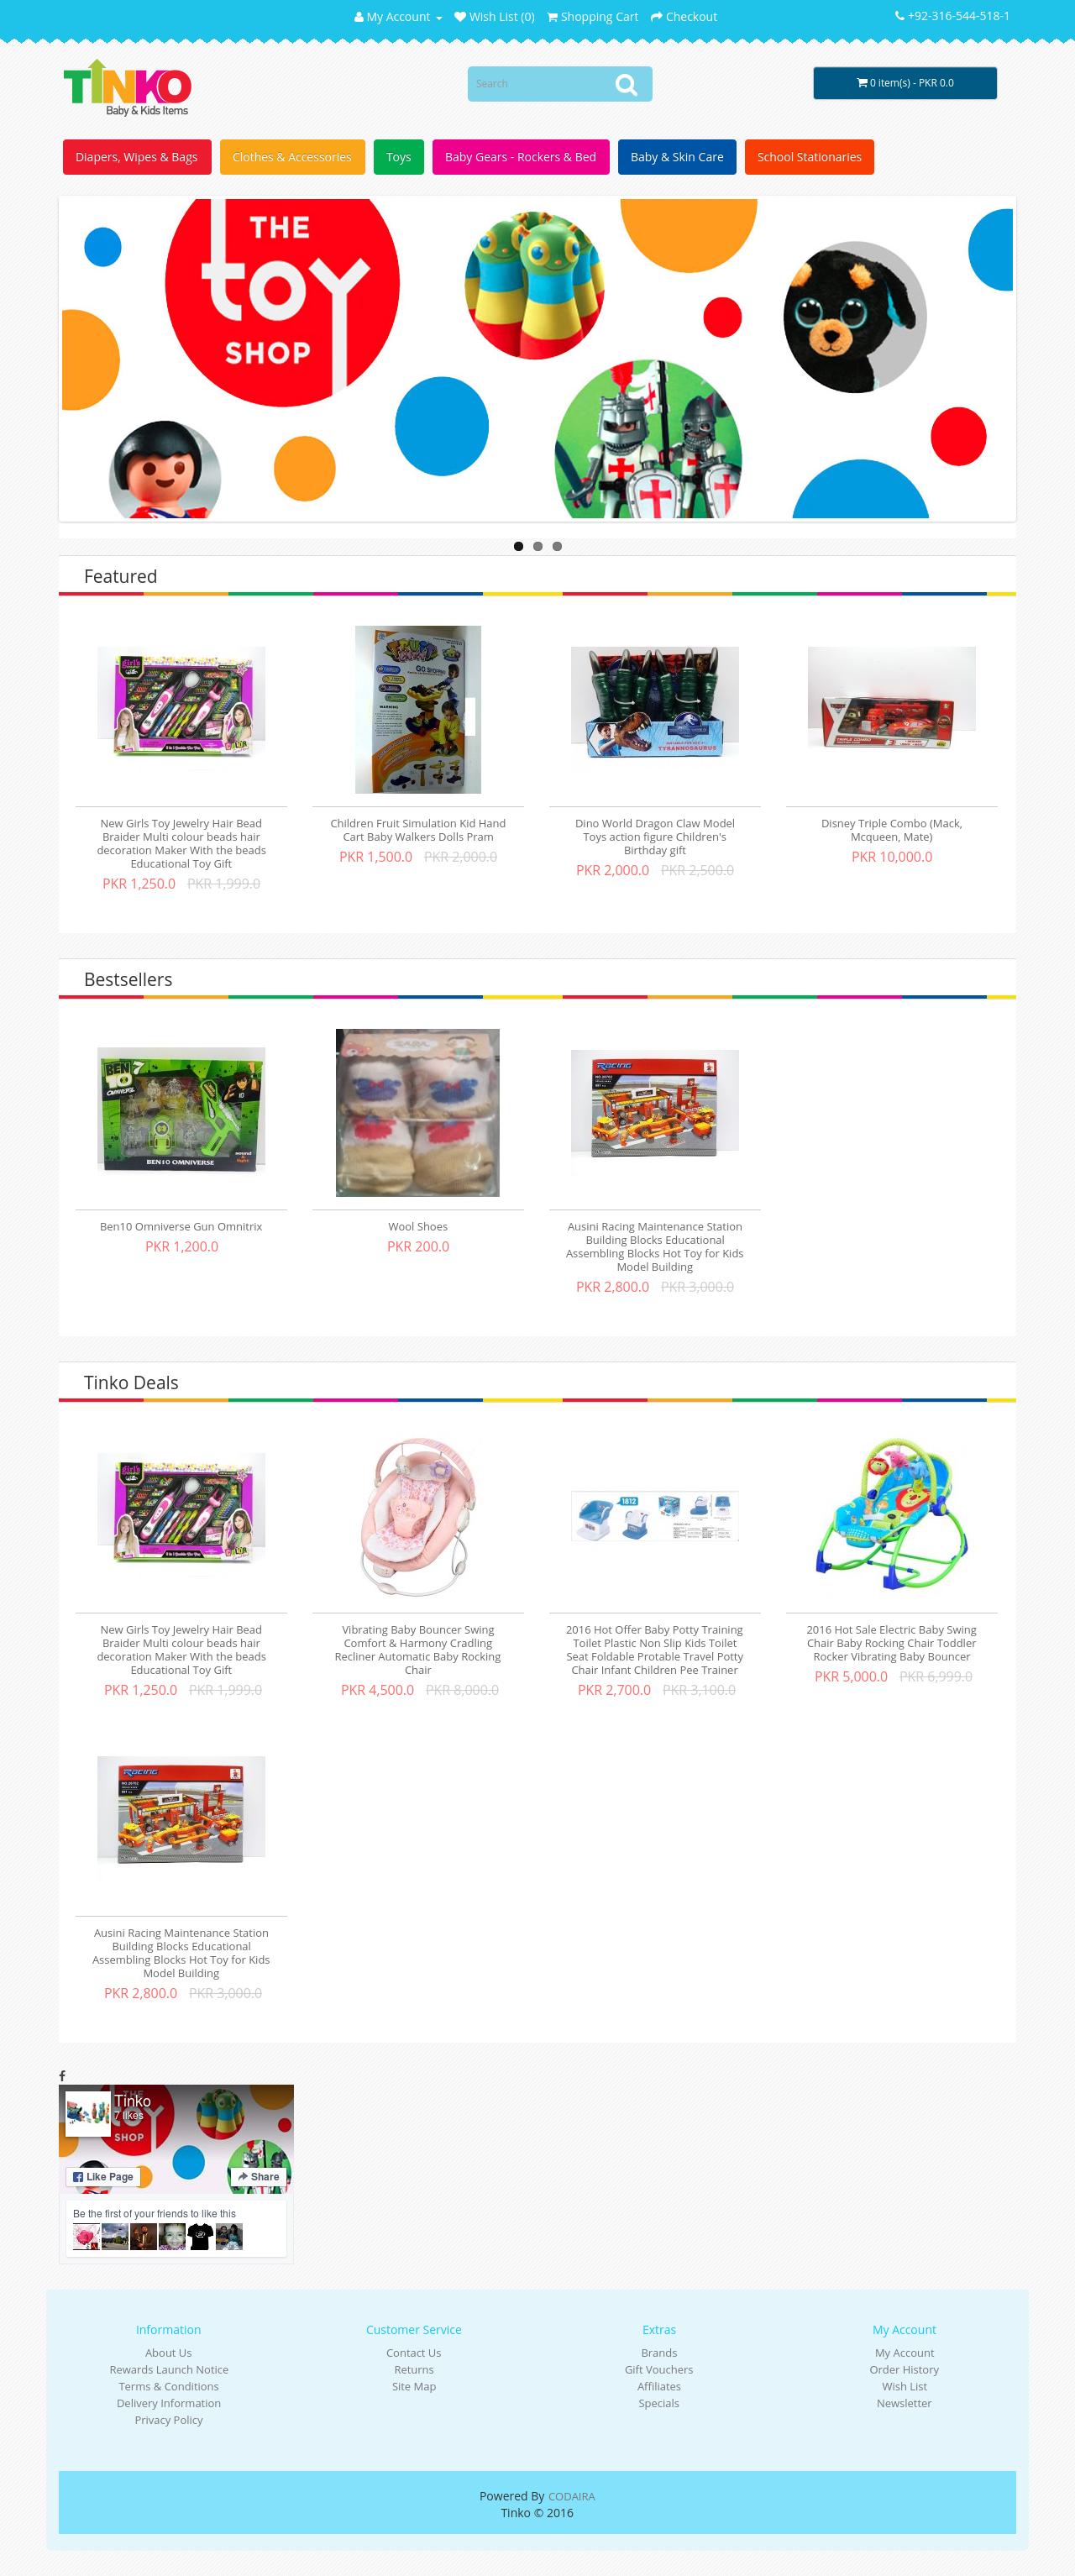 My Account Wish List (0) Shopping Cart Checkout
+92-316-544-518-1
TINKO
Baby & Kids Items
Search
0 item(s) - PKR 0.0
Diapers, Wipes & Bags
Clothes & Accessories
Toys
Baby Gears - Rockers & Bed
Baby & Skin Care
School Stationaries
THE
toy
SHOP
Featured
New Girls Toy Jewelry Hair Bead
Braider Multi colour beads hair
decoration Maker With the beads
Educational Toy Gift
PKR 1,250.0 PKR 1,999.0
Children Fruit Simulation Kid Hand
Cart Baby Walkers Dolls Pram
PKR 1,500.0 PKR 2,000.0
TYRANNOSAURUS
Dino World Dragon Claw Model
Toys action figure Children's
Birthday gift
PKR 2,000.0 PKR 2,500.0
Disney Triple Combo (Mack,
Mcqueen, Mate)
PKR 10,000.0
Bestsellers
BEN 7
10
OMNIVERSE
BEN10 OMNIVERSE
Ben10 Omniverse Gun Omnitrix
PKR 1,200.0
Wool Shoes
PKR 200.0
RACING
Ausini Racing Maintenance Station
Building Blocks Educational
Assembling Blocks Hot Toy for Kids
Model Building
PKR 2,800.0 PKR 3,000.0
Tinko Deals
New Girls Toy Jewelry Hair Bead
Braider Multi colour beads hair
decoration Maker With the beads
Educational Toy Gift
PKR 1,250.0 PKR 1,999.0
Vibrating Baby Bouncer Swing
Comfort & Harmony Cradling
Recliner Automatic Baby Rocking
Chair
PKR 4,500.0 PKR 8,000.0
1812
2016 Hot Offer Baby Potty Training
Toilet Plastic Non Slip Kids Toilet
Seat Foldable Protable Travel Potty
Chair Infant Children Pee Trainer
PKR 2,700.0 PKR 3,100.0
2016 Hot Sale Electric Baby Swing
Chair Baby Rocking Chair Toddler
Rocker Vibrating Baby Bouncer
PKR 5,000.0 PKR 6,999.0
RACING
Ausini Racing Maintenance Station
Building Blocks Educational
Assembling Blocks Hot Toy for Kids
Model Building
PKR 2,800.0 PKR 3,000.0
Tinko
7 likes
SHOP
Like Page
Share
Be the first of your friends to like this
Information
About Us
Rewards Launch Notice
Terms & Conditions
Delivery Information
Privacy Policy
Customer Service
Contact Us
Returns
Site Map
Extras
Brands
Gift Vouchers
Affiliates
Specials
My Account
My Account
Order History
Wish List
Newsletter
Powered By CODAIRA
Tinko © 2016